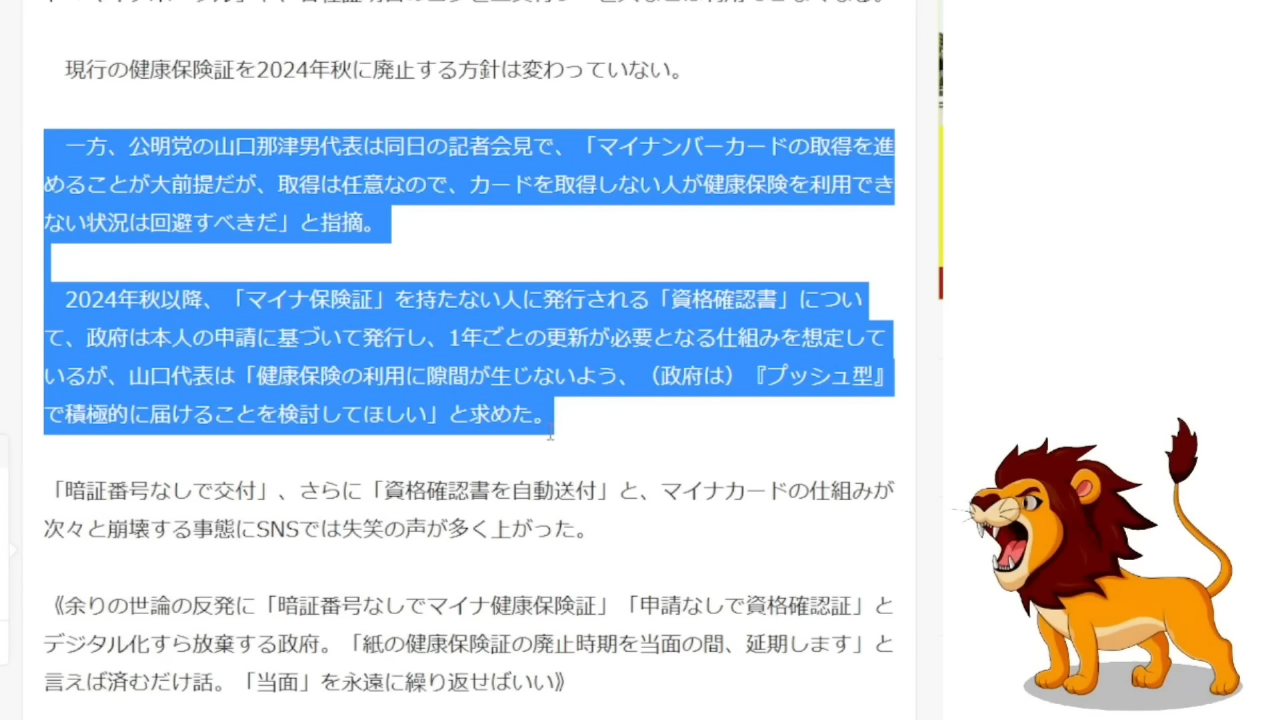 現行の健康保険証を2024年秋に廃止する方針は変わっていない。
一方、公明党の山口那津男代表は同日の記者会見で、「マイナンバーカードの取得を進
めることが大前提だが、取得は任意なので、カードを取得しない人が健康保険を利用でき
ない状況は回避すべきだ」と指摘。
2024年秋以降、「マイナ保険証」を持たない人に発行される「資格確認書」につい
て、政府は本人の申請に基づいて発行し、1年ごとの更新が必要となる仕組みを想定して
いるが、山口代表は「健康保険の利用に隙間が生じないよう、（政府は）『プッシュ型』
で積極的に届けることを検討してほしい」と求めた。
「暗証番号なしで交付」、さらに「資格確認書を自動送付」と、マイナカードの仕組みが
次々と崩壊する事態にSNSでは失笑の声が多く上がった。
《余りの世論の反発に「暗証番号なしでマイナ健康保険証」「申請なしで資格確認証」と
デジタル化すら放棄する政府。「紙の健康保険証の廃止時期を当面の間、延期します」と
言えば済むだけ話。「当面」を永遠に繰り返せばいい》